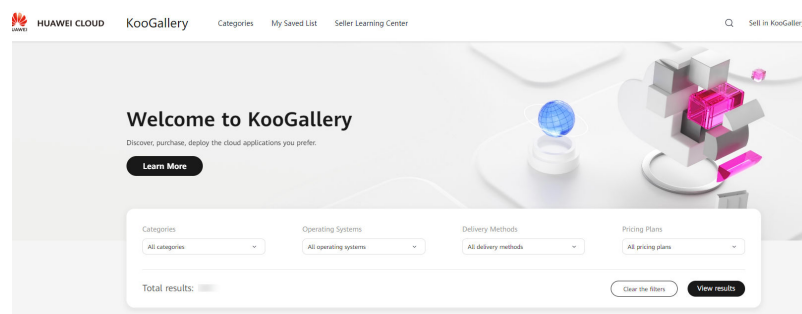 HUAWEI HUAWEI CLOUD KooGallery Categories My Saved List Seller Learning Center Sell in KooGaller
Welcome to KooGallery
Discover, purchase, deploy the cloud applications you prefer.
Learn More
Categories Operating Systems Delivery Methods Pricing Plans
All categories All operating systems All delivery methods All pricing plans
Total results: Clear the filters View results